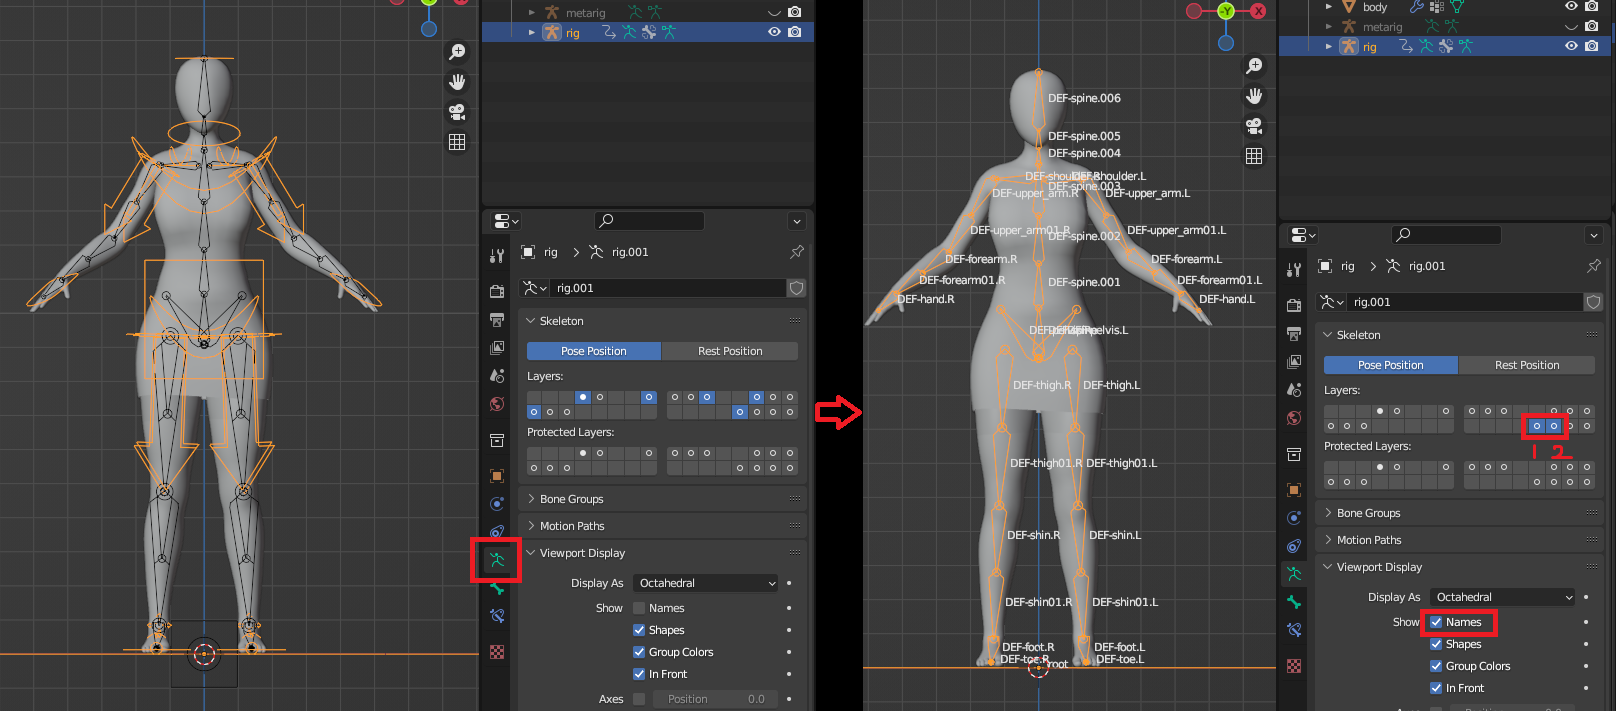 metarig
rig
rig
rig.001
rig.001
Skeleton
Pose Position
Rest Position
Layers:
Protected Layers:
Bone Groups
Motion Paths
Viewport Display
Display As
Octahedral
Show
Names
Shapes
Group Colors
In Front
Axes
Position
0.0
-Y
X
DEF-spine.006
DEF-spine.005
DEF-spine.004
DEF-shoulder.L
DEF-spine.003
DEF-upper_arm.R
DEF-upper_arm.L
DEF-upper_arm01.R
DEF-spine.002
DEF-upper_arm01.L
DEF-forearm.R
DEF-forearm.L
DEF-forearm01.R
DEF-spine.001
DEF-forearm01.L
DEF-hand.R
DEF-hand.L
DEF-thigh.R
DEF-thigh.L
DEF-thigh01.R
DEF-thigh01.L
DEF-shin.R
DEF-shin.L
DEF-shin01.R
DEF-shin01.L
DEF-foot.R
DEF-foot.L
DEF-toe.R
root
DEF-toe.L
body
metarig
rig
rig
rig.001
rig.001
Skeleton
Pose Position
Rest Position
Layers:
1 2
Protected Layers:
Bone Groups
Motion Paths
Viewport Display
Display As
Octahedral
Show
Names
Shapes
Group Colors
In Front